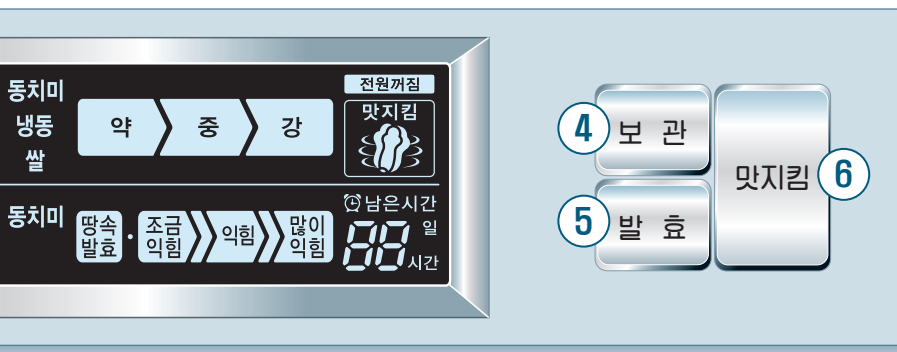 동치미
냉동
쌀
약 중 강
전원꺼짐
맛지킴
동치미
땅속
발효
·
조금
익힘
익힘
많이
익힘
남은시간
88
일
시간
④ 보 관
⑤ 발 효
맛지킴 ⑥